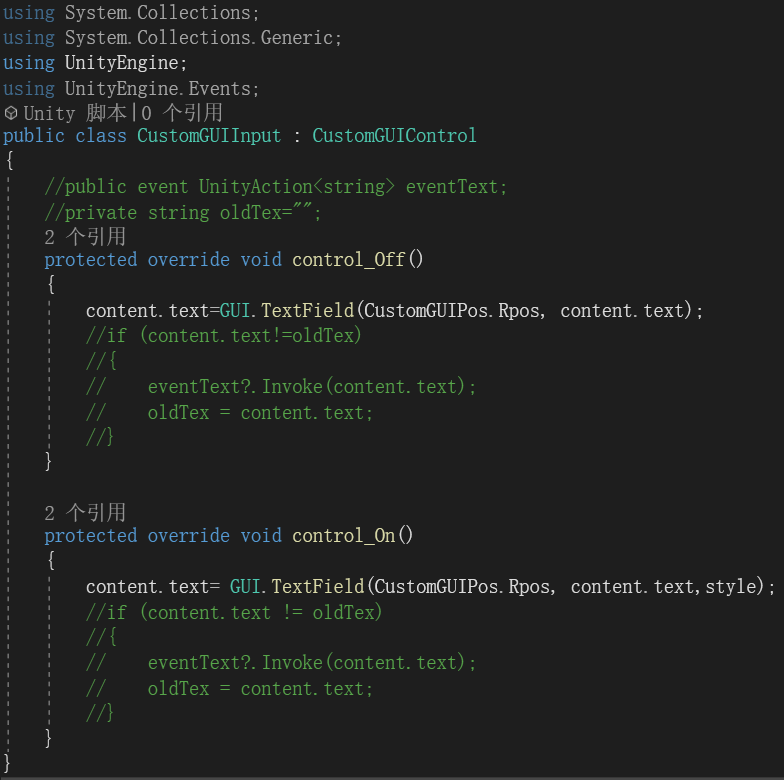 using System.Collections;
using System.Collections.Generic;
using UnityEngine;
using UnityEngine.Events;
Unity 脚本|0 个引用
public class CustomGUIInput : CustomGUIControl
{
    //public event UnityAction<string> eventText;
    //private string oldTex="";
    2 个引用
    protected override void control_Off()
    {
        content.text=GUI.TextField(CustomGUIPos.Rpos, content.text);
        //if (content.text!=oldTex)
        //{
        //    eventText?.Invoke(content.text);
        //    oldTex = content.text;
        //}
    }
    2 个引用
    protected override void control_On()
    {
        content.text= GUI.TextField(CustomGUIPos.Rpos, content.text,style);
        //if (content.text != oldTex)
        //{
        //    eventText?.Invoke(content.text);
        //    oldTex = content.text;
        //}
    }
}